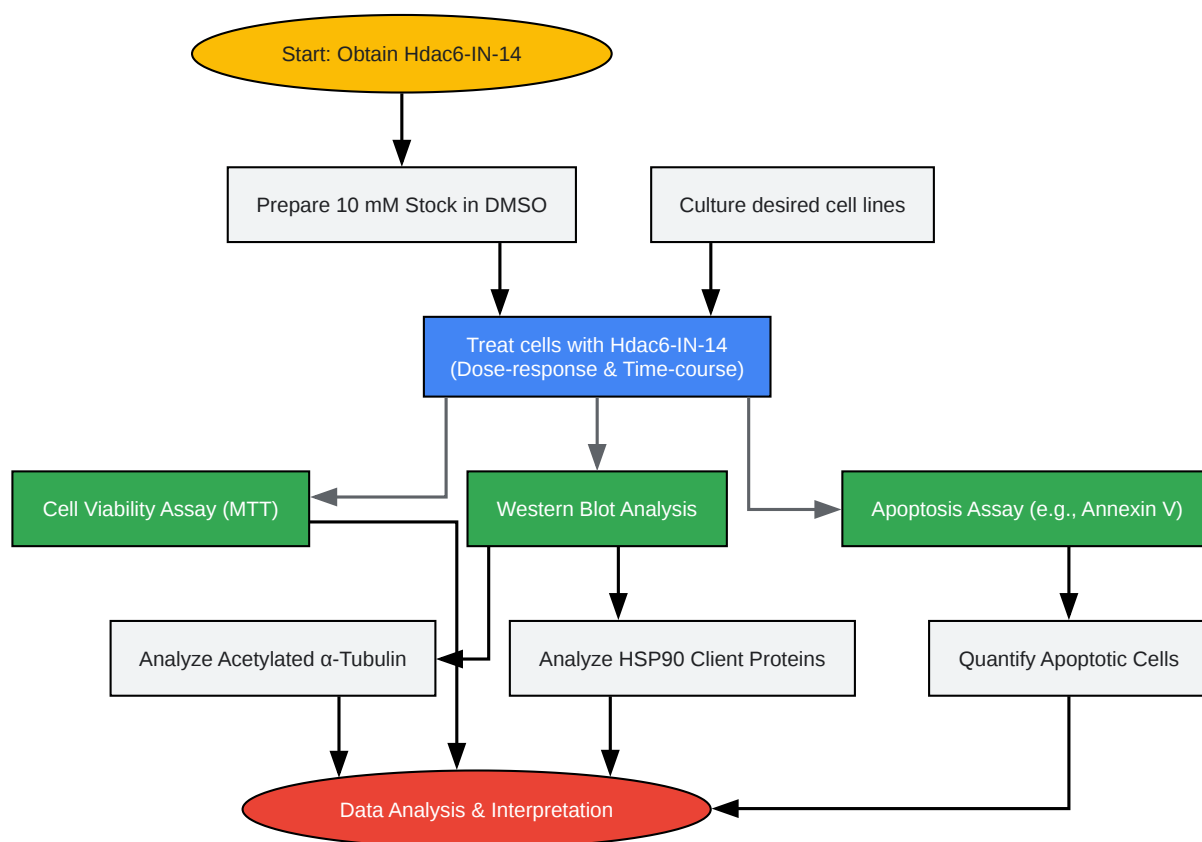 Start: Obtain Hdac6-IN-14
Prepare 10 mM Stock in DMSO
Culture desired cell lines
Treat cells with Hdac6-IN-14
(Dose-response & Time-course)
Cell Viability Assay (MTT)
Western Blot Analysis
Apoptosis Assay (e.g., Annexin V)
Analyze Acetylated α-Tubulin
Analyze HSP90 Client Proteins
Quantify Apoptotic Cells
Data Analysis & Interpretation